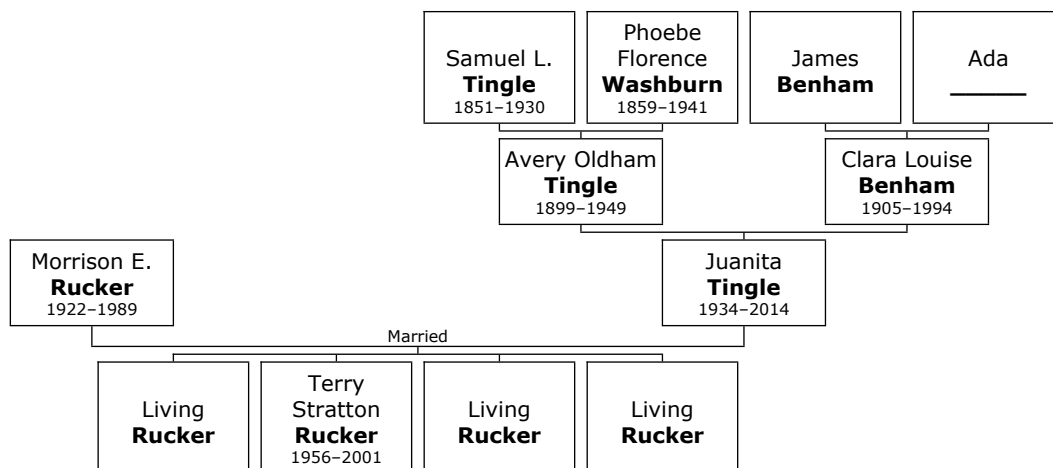 Samuel L.
Tingle
1851–1930
Phoebe
Florence
Washburn
1859–1941
James
Benham
Ada
______
Avery Oldham
Tingle
1899–1949
Clara Louise
Benham
1905–1994
Morrison E.
Rucker
1922–1989
Juanita
Tingle
1934–2014
Married
Living
Rucker
Terry
Stratton
Rucker
1956–2001
Living
Rucker
Living
Rucker